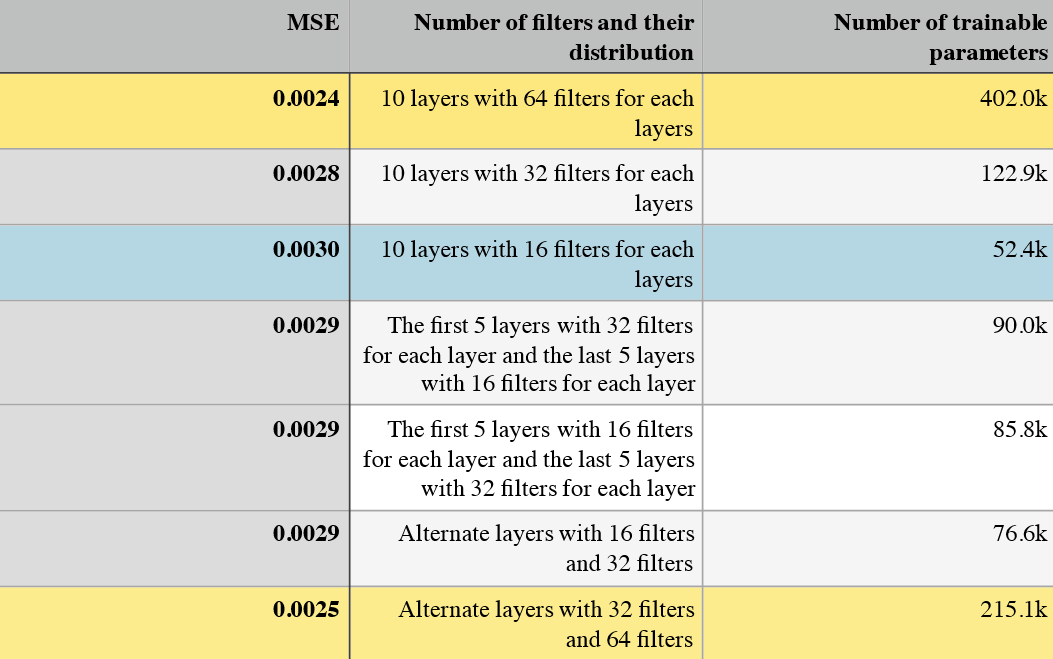 MSE
Number of filters and their
distribution
Number of trainable
parameters
0.0024
10 layers with 64 filters for each
layers
402.0k
0.0028
10 layers with 32 filters for each
layers
122.9k
0.0030
10 layers with 16 filters for each
layers
52.4k
0.0029
The first 5 layers with 32 filters
for each layer and the last 5 layers
with 16 filters for each layer
90.0k
0.0029
The first 5 layers with 16 filters
for each layer and the last 5 layers
with 32 filters for each layer
85.8k
0.0029
Alternate layers with 16 filters
and 32 filters
76.6k
0.0025
Alternate layers with 32 filters
and 64 filters
215.1k